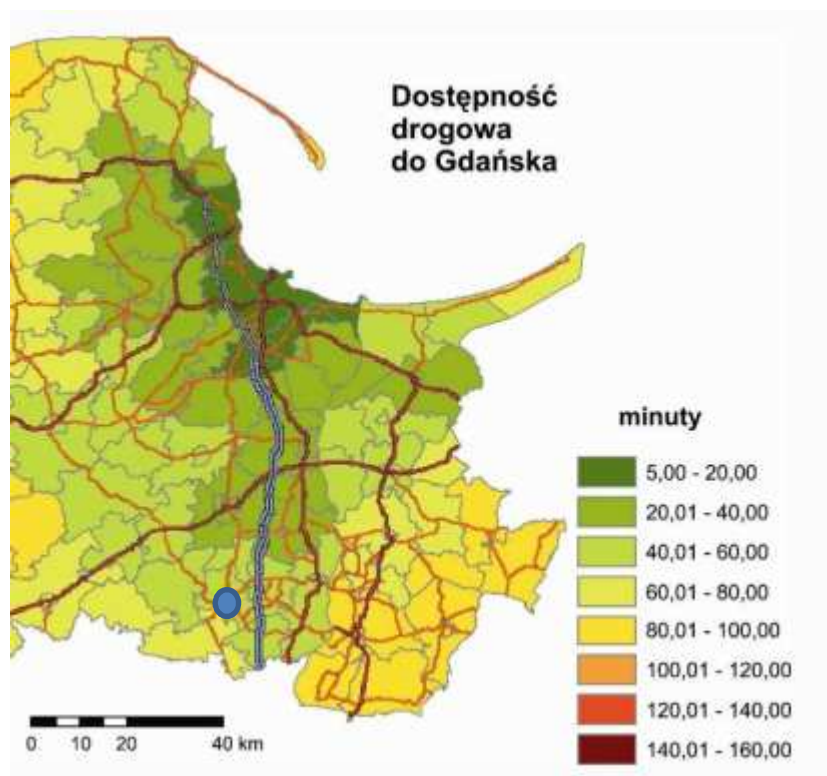 Dostępność
drogowa
do Gdańska
minuty
5,00 - 20,00
20,01 - 40,00
40,01 - 60,00
60,01 - 80,00
80,01 - 100,00
100,01 - 120,00
120,01 - 140,00
140,01 - 160,00
0 10 20 40 km